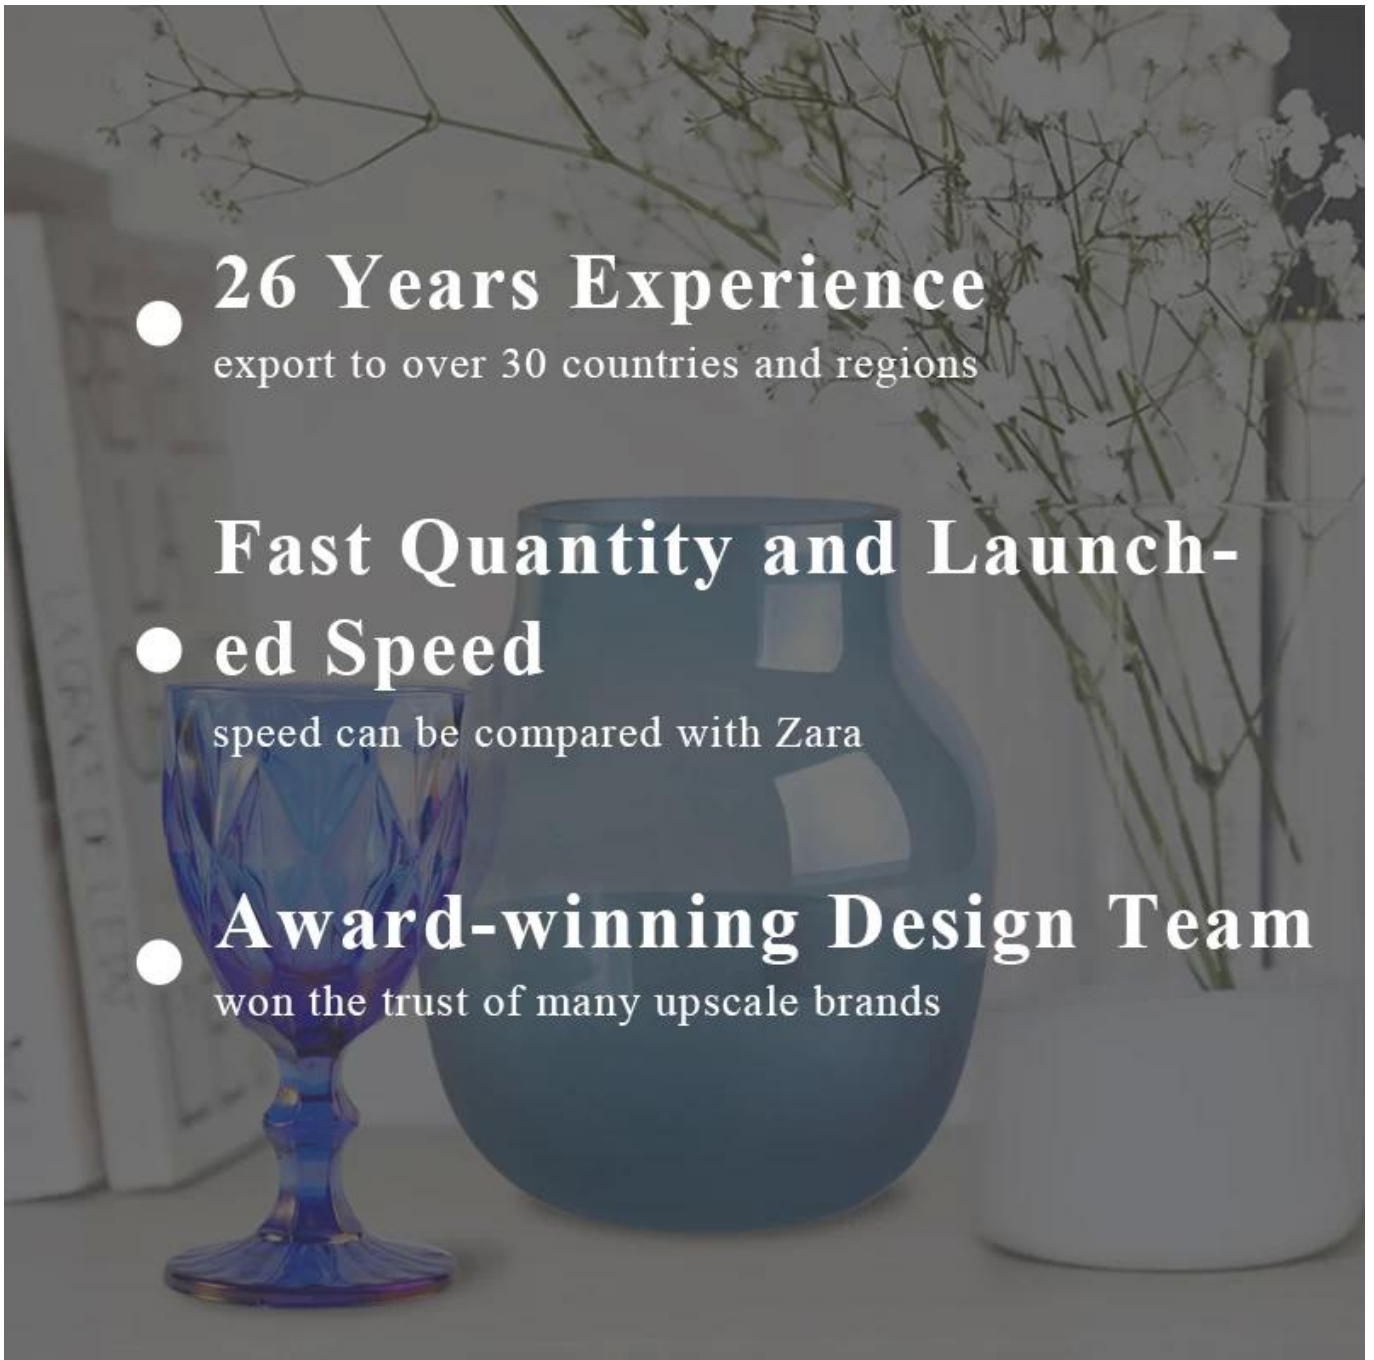 26 Years Experience
export to over 30 countries and regions
Fast Quantity and Launch-
ed Speed
speed can be compared with Zara
Award-winning Design Team
won the trust of many upscale brands